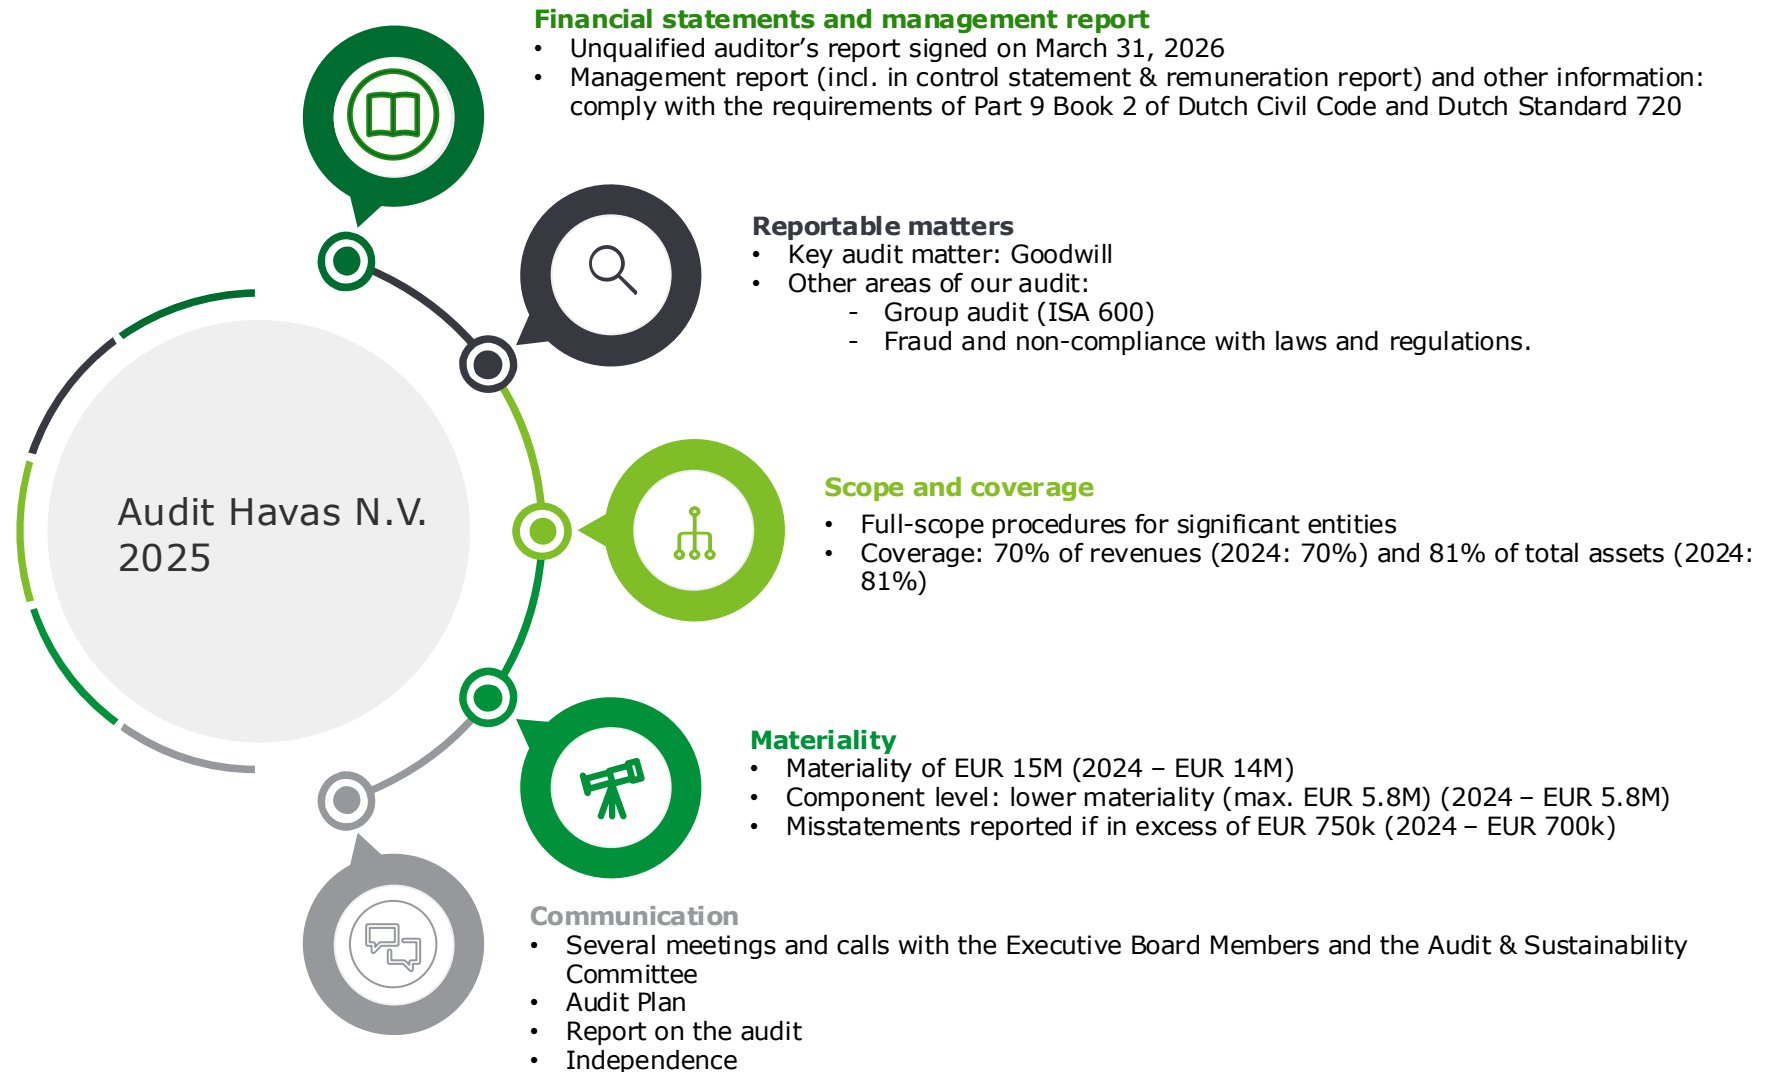 Financial statements and management report
• Unqualified auditor’s report signed on March 31, 2026
• Management report (incl. in control statement & remuneration report) and other information:
comply with the requirements of Part 9 Book 2 of Dutch Civil Code and Dutch Standard 720
Reportable matters
• Key audit matter: Goodwill
• Other areas of our audit:
- Group audit (ISA 600)
- Fraud and non-compliance with laws and regulations.
Audit Havas N.V.
2025
Scope and coverage
• Full-scope procedures for significant entities
• Coverage: 70% of revenues (2024: 70%) and 81% of total assets (2024:
81%)
Materiality
• Materiality of EUR 15M (2024 – EUR 14M)
• Component level: lower materiality (max. EUR 5.8M) (2024 – EUR 5.8M)
• Misstatements reported if in excess of EUR 750k (2024 – EUR 700k)
Communication
• Several meetings and calls with the Executive Board Members and the Audit & Sustainability
Committee
• Audit Plan
• Report on the audit
• Independence